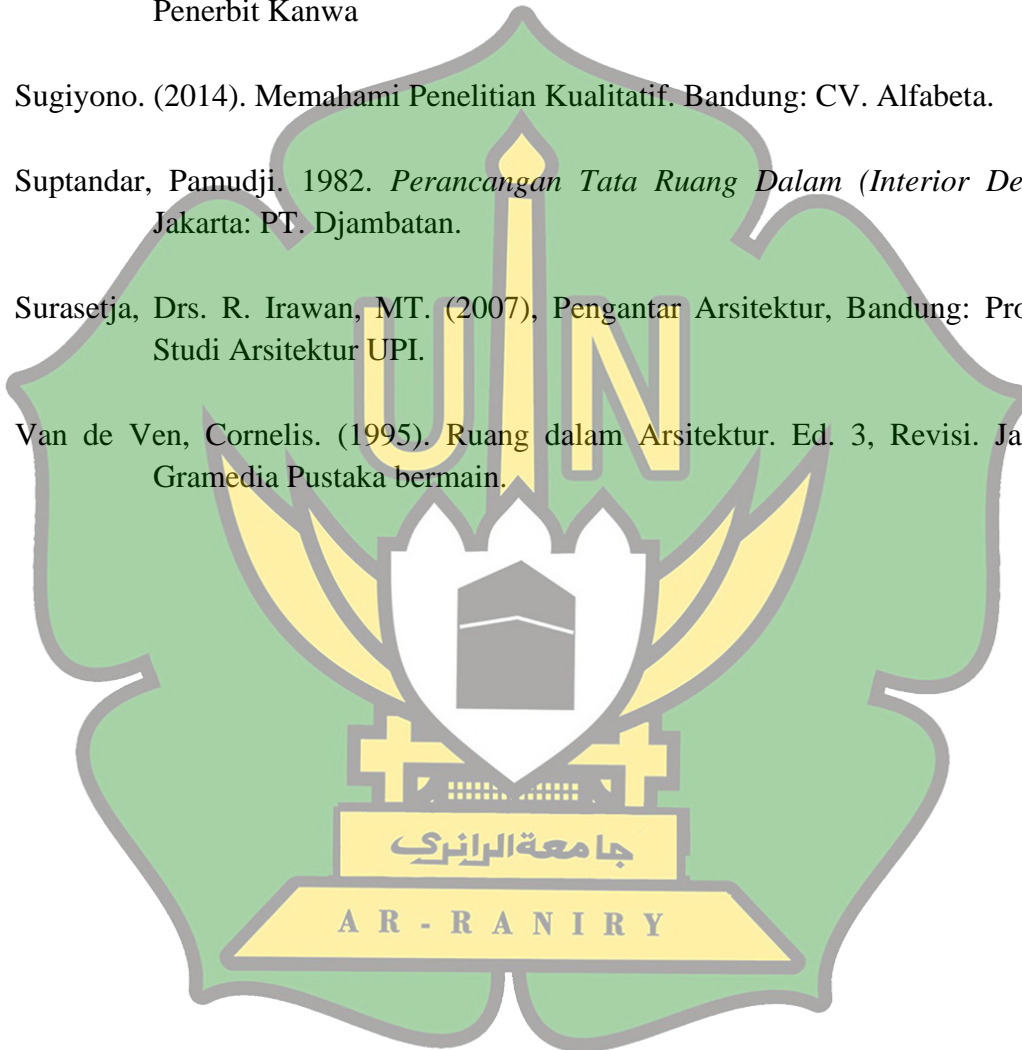 Penerbit Kanwa
Sugiyono. (2014). Memahami Penelitian Kualitatif. Bandung: CV. Alfabeta.
Suptandar, Pamudji. 1982. Perancangan Tata Ruang Dalam (Interior De
Jakarta: PT. Djambatan.
Surasetja, Drs. R. Irawan, MT. (2007), Pengantar Arsitektur, Bandung: Pro
Studi Arsitektur UPI.
Van de Ven, Cornelis. (1995). Ruang dalam Arsitektur. Ed. 3, Revisi. Ja
Gramedia Pustaka bermain.
UIN
جامعة الرانري
AR-RANIRY